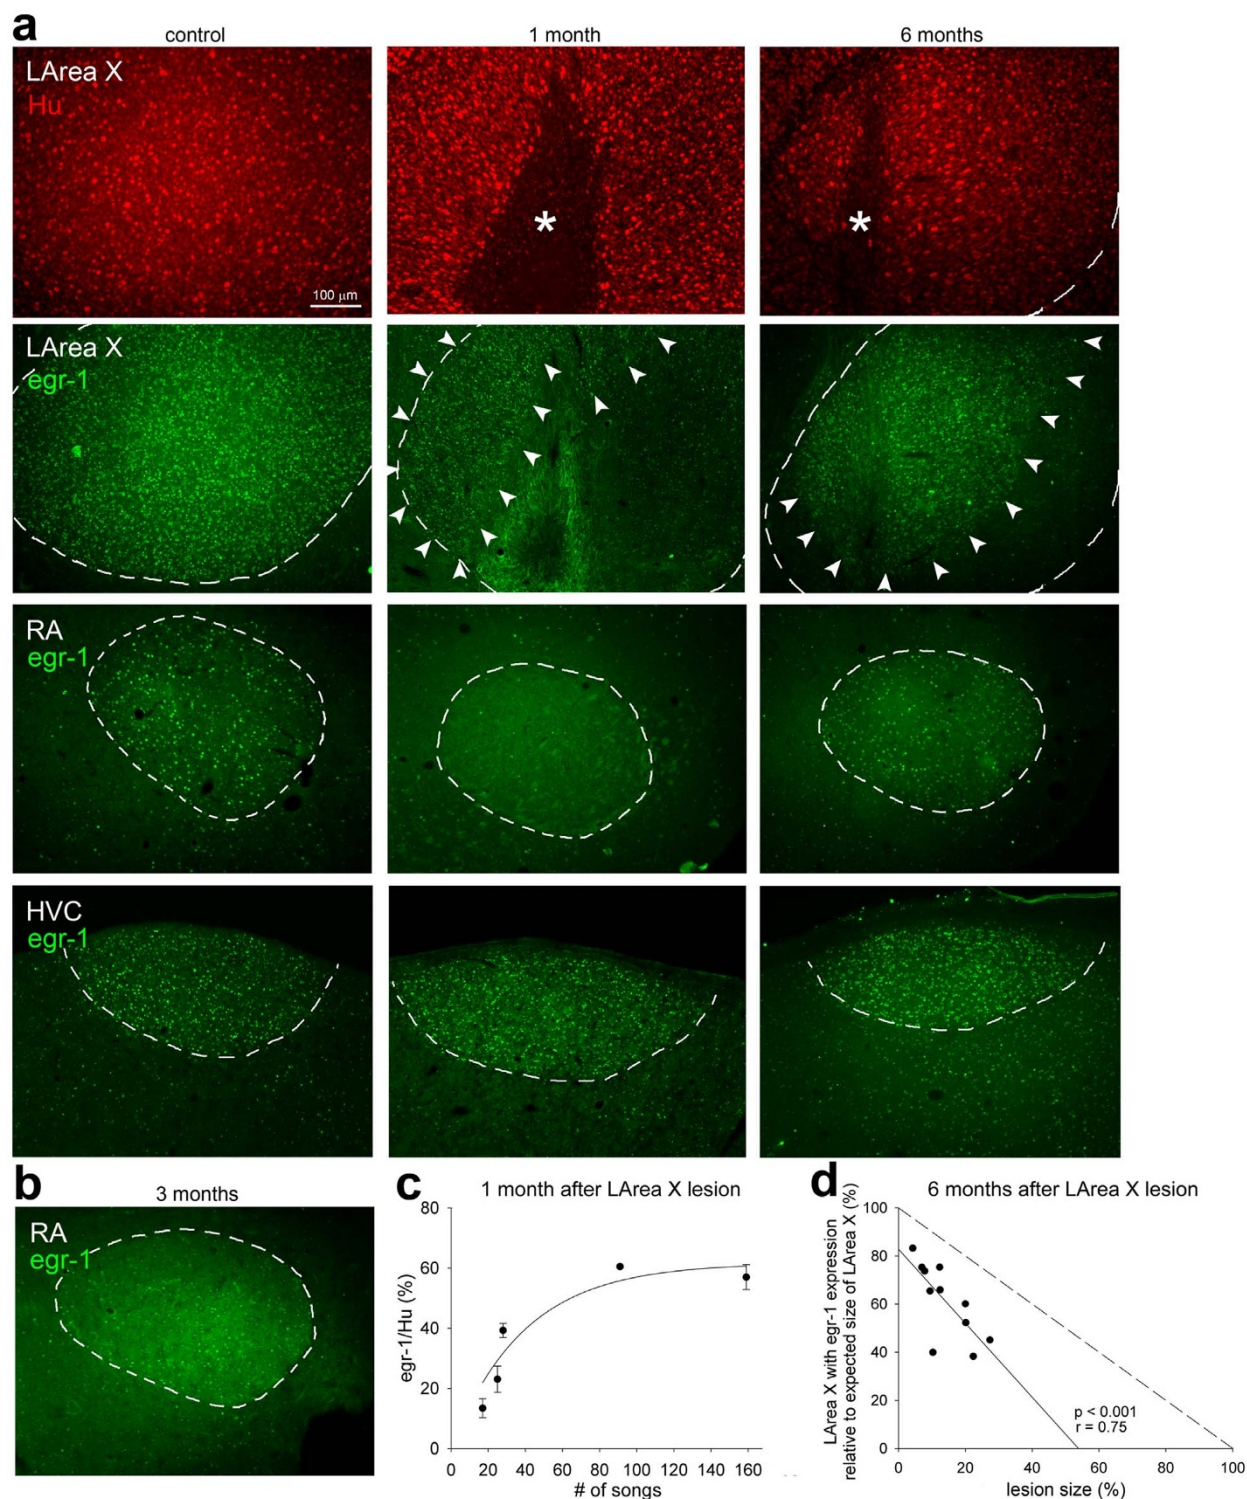 a
control
1 month
6 months
LArea X
Hu
*
*
100 μm
LArea X
egr-1
RA
egr-1
HVC
egr-1
b
3 months
RA
egr-1
c
1 month after LArea X lesion
egr-1/Hu (%)
80
60
40
20
0
0 20 40 60 80 100 120 140 160
# of songs
d
6 months after LArea X lesion
LArea X with egr-1 expression
relative to expected size of LArea X (%)
100
80
60
40
20
0
p < 0.001
r = 0.75
0 20 40 60 80 100
lesion size (%)